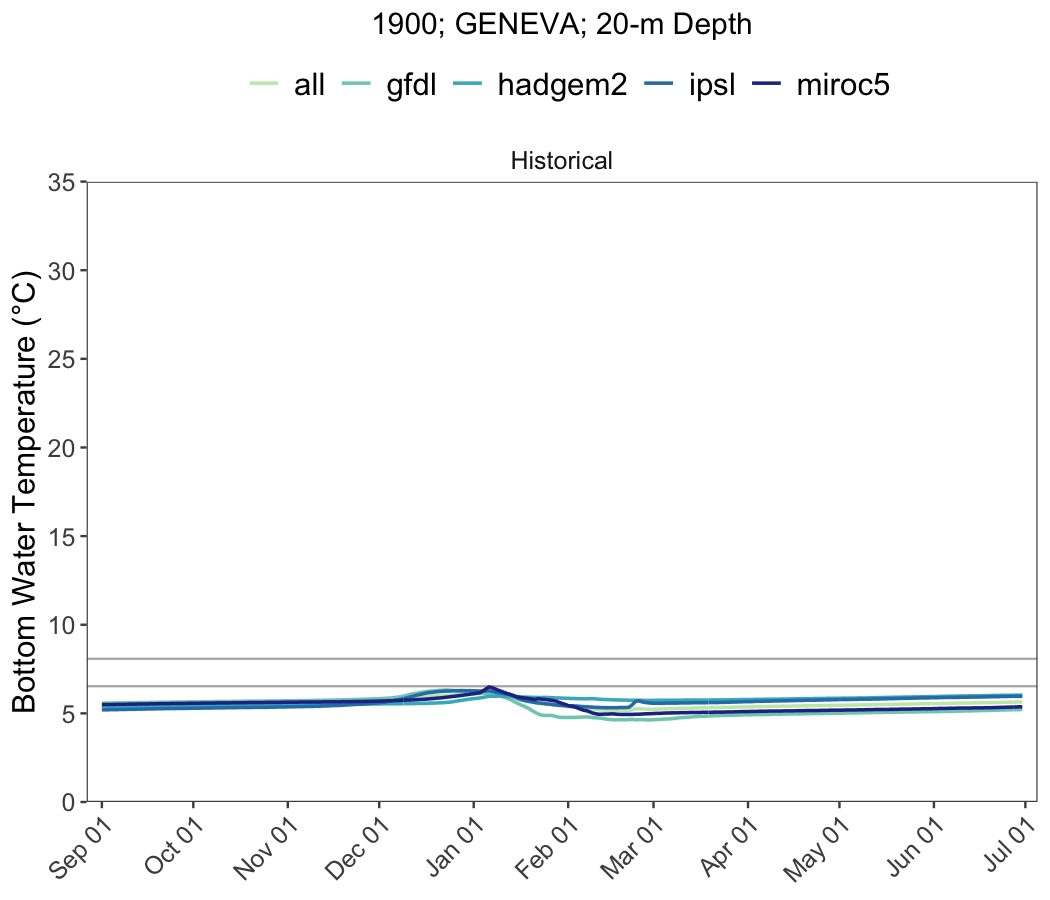 1900; GENEVA; 20-m Depth
all gfdl hadgem2 ipsl miroc5
Historical
Bottom Water Temperature (°C)
35
30
25
20
15
10
5
0
Sep 01 Oct 01 Nov 01 Dec 01 Jan 01 Feb 01 Mar 01 Apr 01 May 01 Jun 01 Jul 01